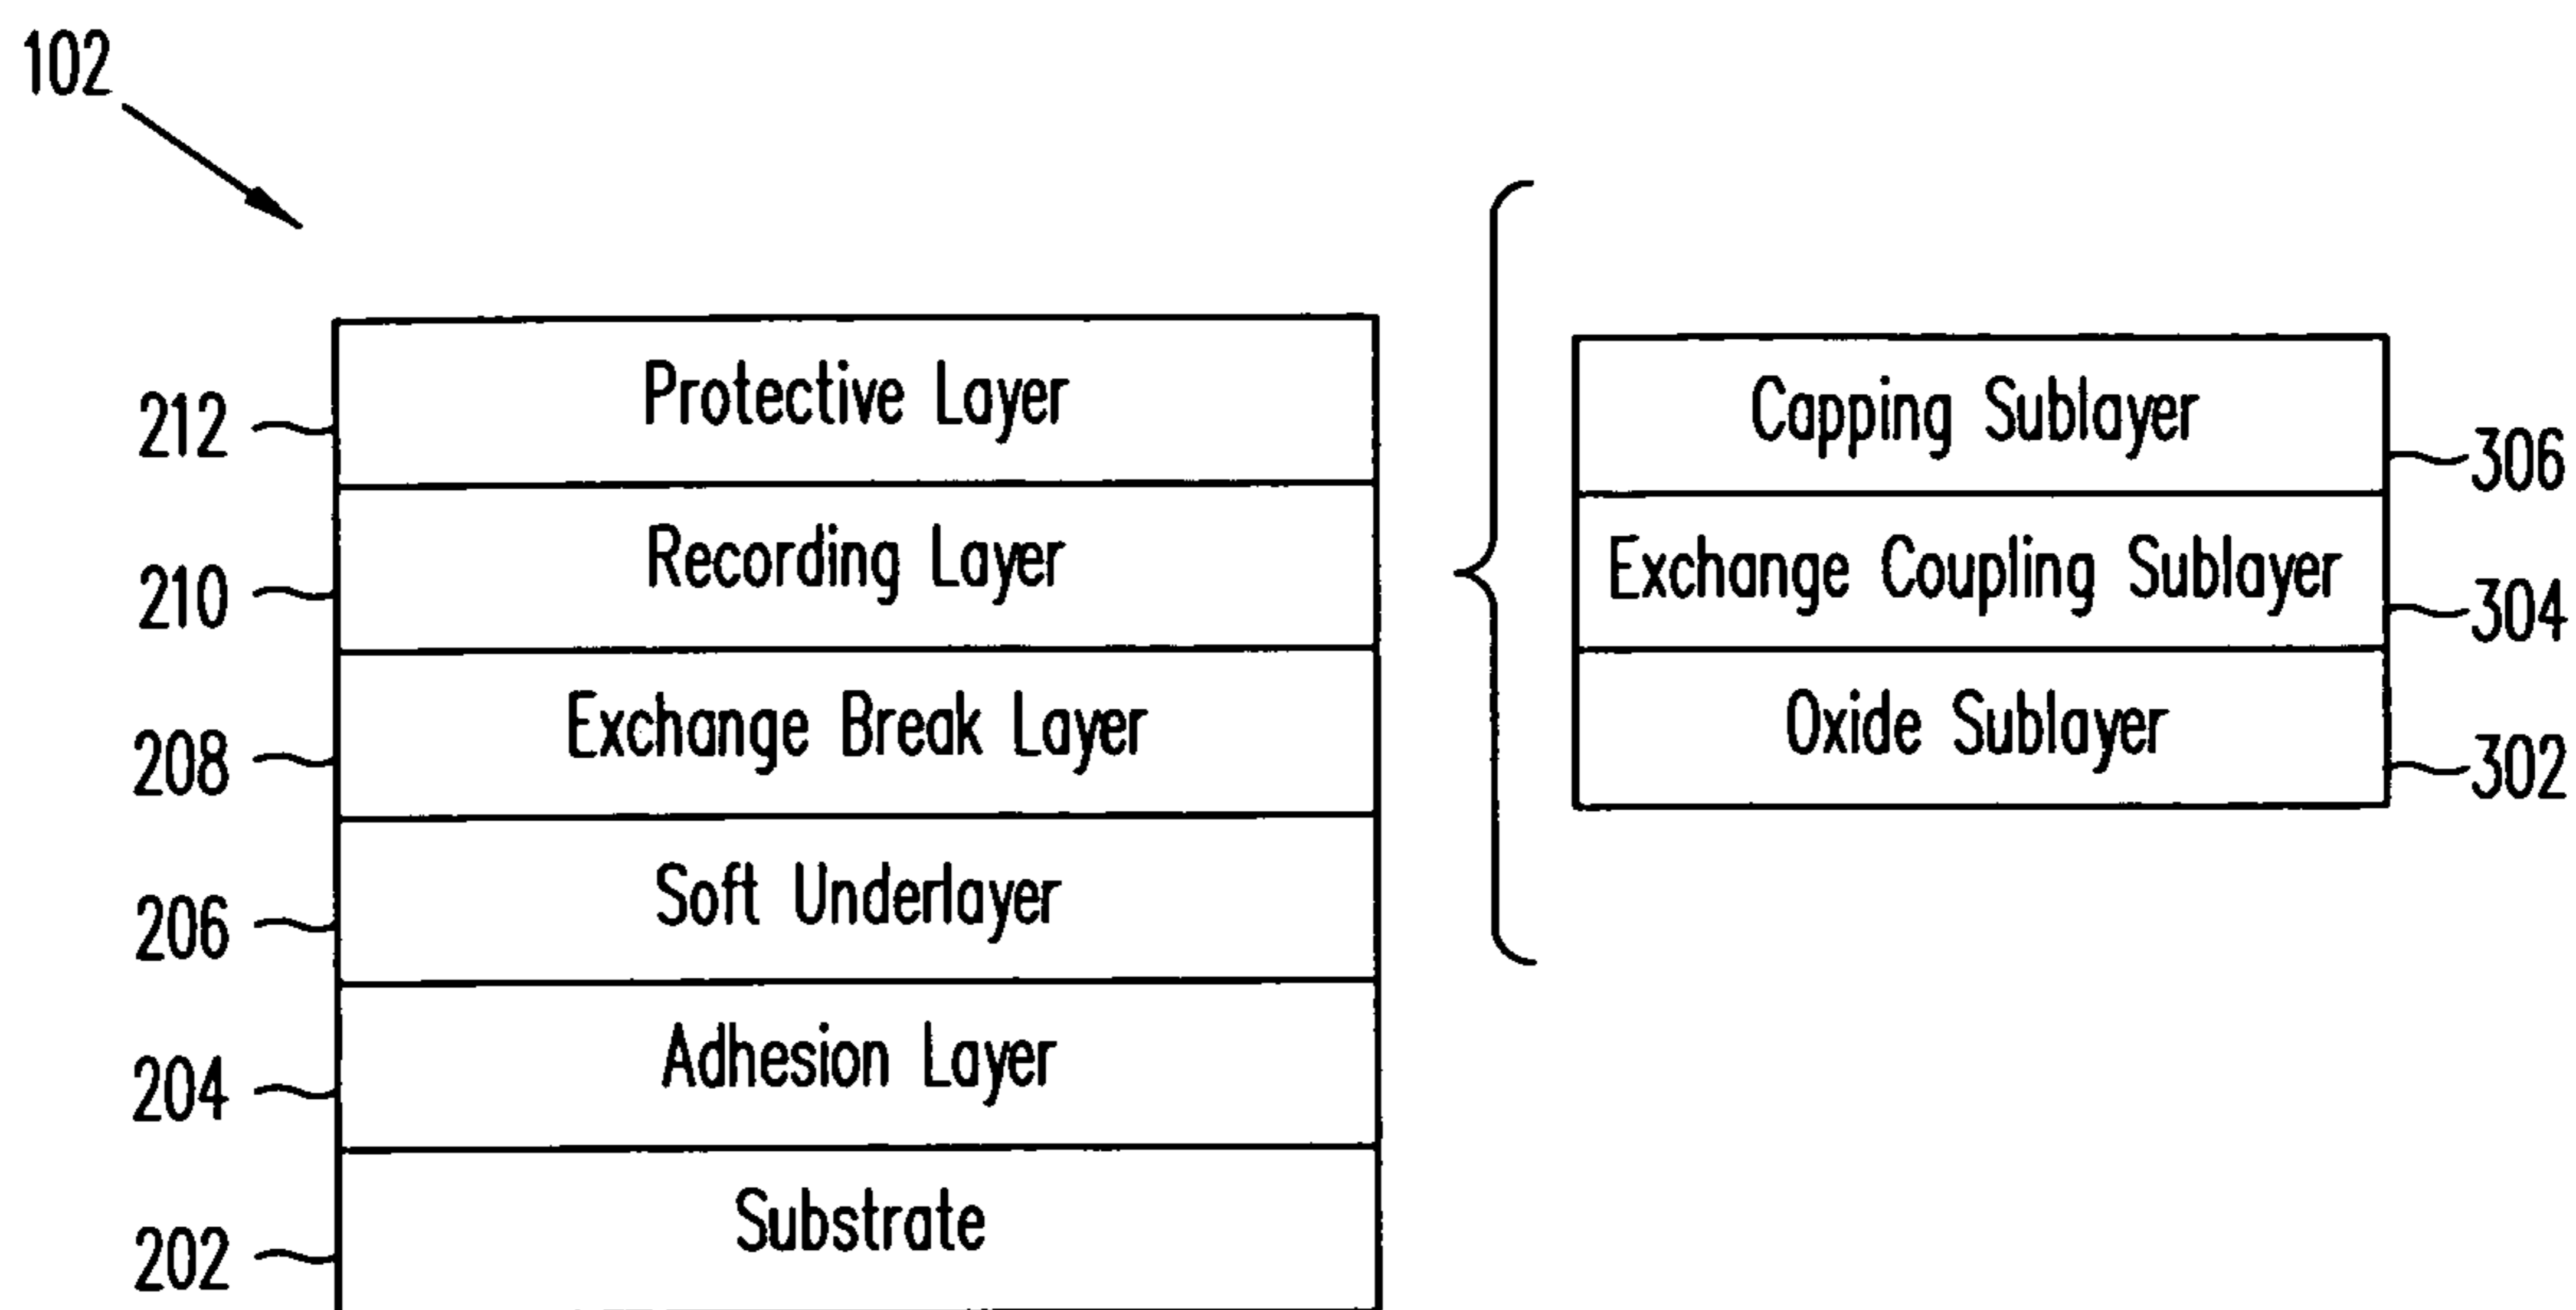 102
212
Protective Layer
210
Recording Layer
208
Exchange Break Layer
206
Soft Underlayer
204
Adhesion Layer
202
Substrate
Capping Sublayer
306
Exchange Coupling Sublayer
304
Oxide Sublayer
302